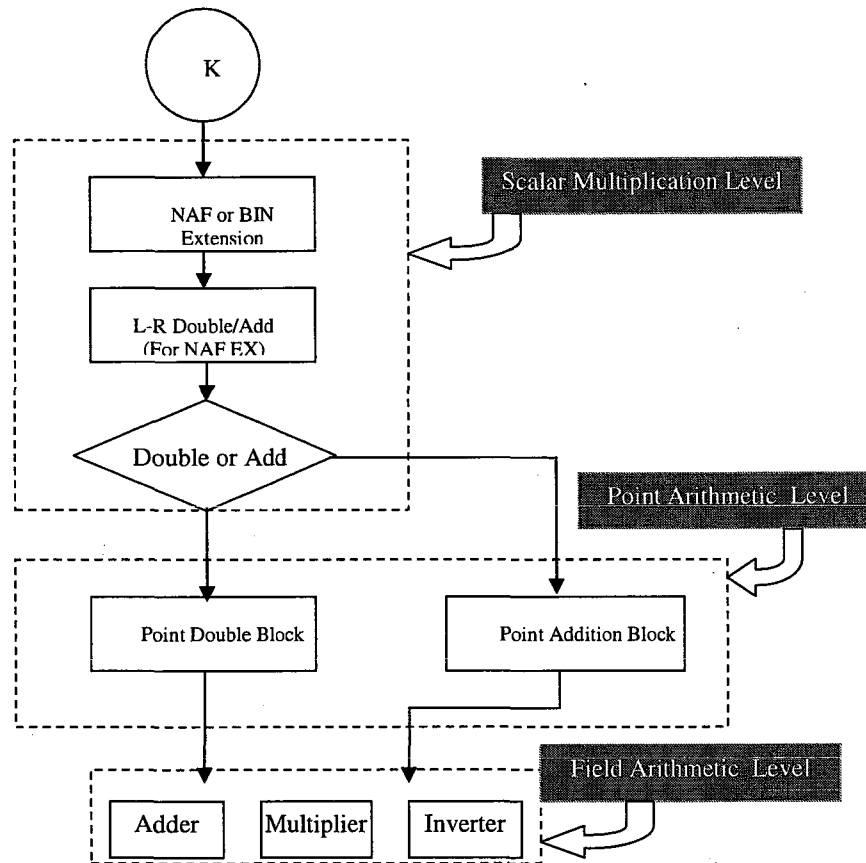 K
Scalar Multiplication Level
NAF or BIN
Extension
L-R Double/Add
(For NAF EX)
Double or Add
Point Arithmetic Level
Point Double Block
Point Addition Block
Field Arithmetic Level
Adder
Multiplier
Inverter